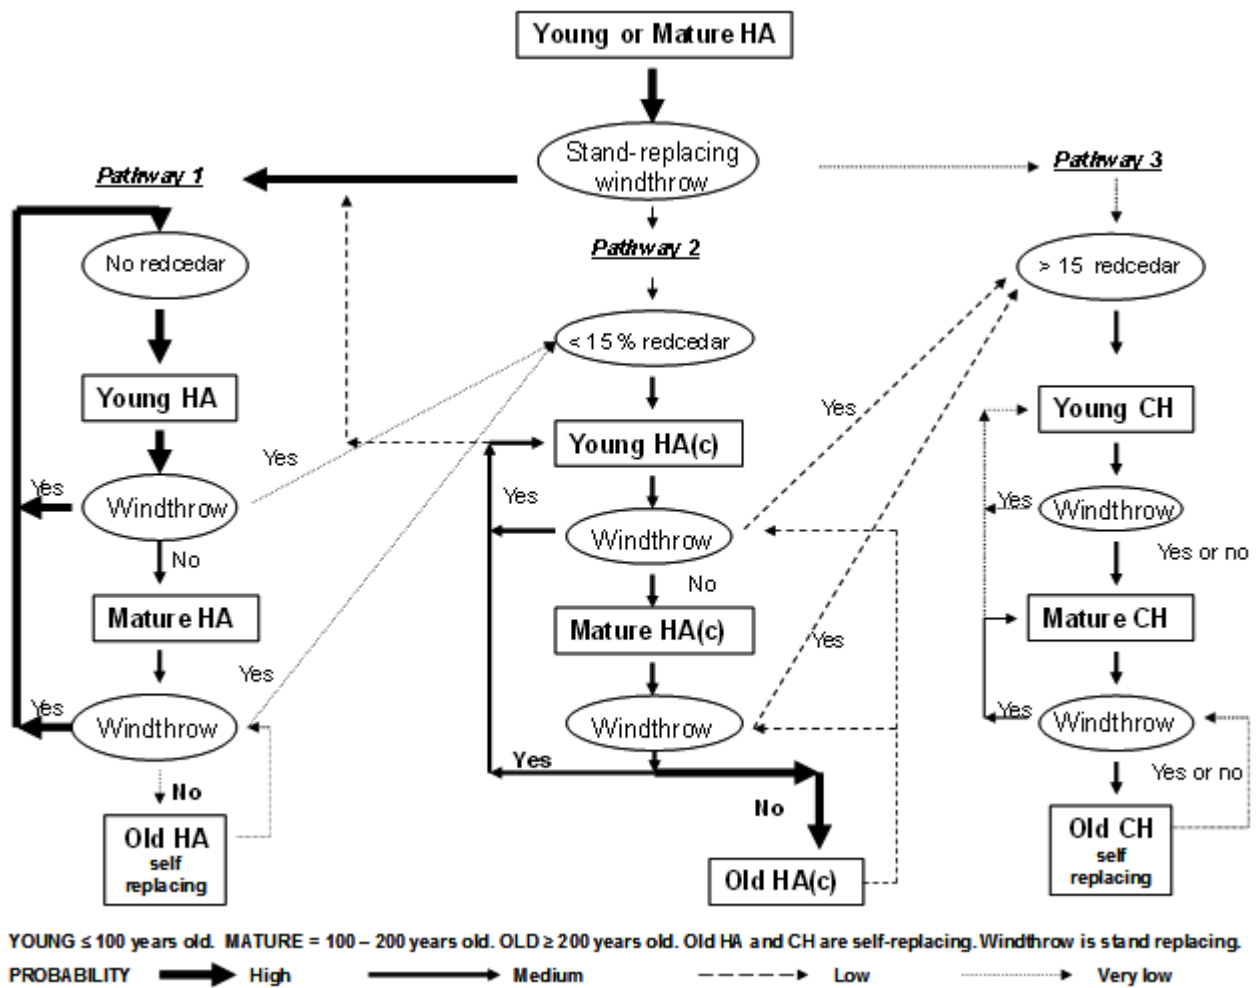 Young or Mature HA
Stand-replacing
windthrow
Pathway 1
Pathway 2
Pathway 3
No redcedar
< 15 % redcedar
> 15 redcedar
Young HA
Young HA(c)
Young CH
Yes
Yes
Yes
Yes
Yes
Windthrow
Windthrow
Windthrow
No
No
Yes or no
Mature HA
Mature HA(c)
Mature CH
Yes
Yes
Yes
Yes
Windthrow
Windthrow
Windthrow
Yes
No
No
Yes or no
Old HA
self
replacing
Old HA(c)
Old CH
self
replacing
YOUNG ≤ 100 years old. MATURE = 100 – 200 years old. OLD ≥ 200 years old. Old HA and CH are self-replacing. Windthrow is stand replacing.
PROBABILITY High Medium Low Very low